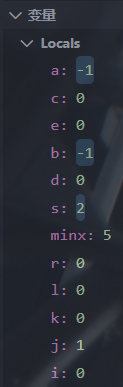 变量
Locals
a: -1
c: 0
e: 0
b: -1
d: 0
s: 2
minx: 5
r: 0
l: 0
k: 0
j: 1
i: 0